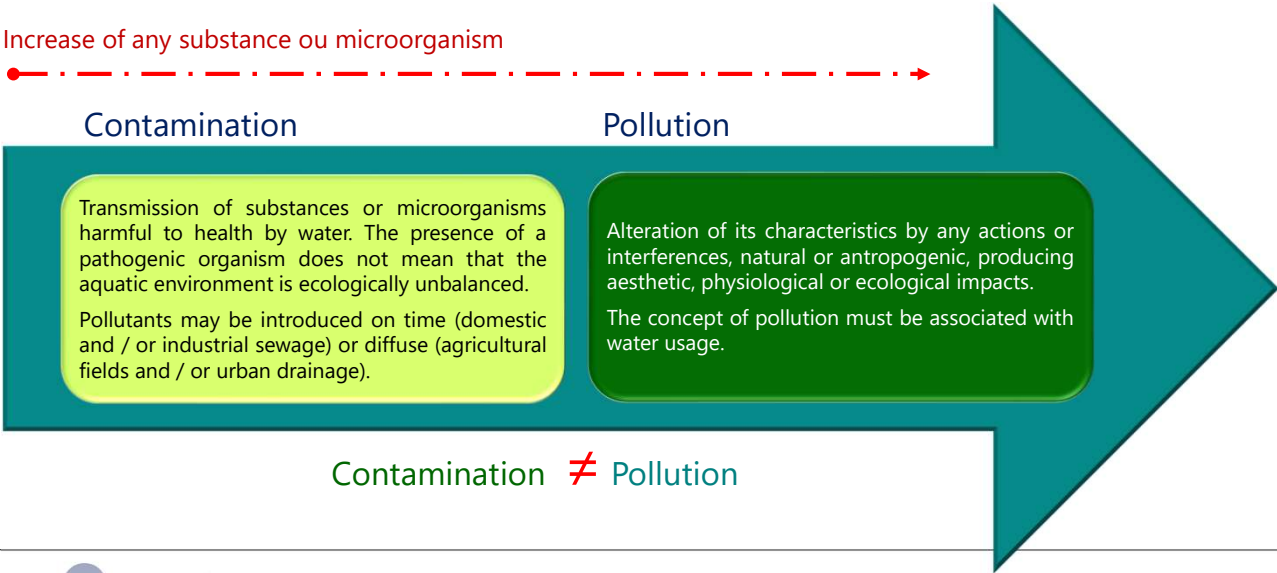 Increase of any substance ou microorganism
Contamination
Pollution
Transmission of substances or microorganisms
harmful to health by water. The presence of a
pathogenic organism does not mean that the
aquatic environment is ecologically unbalanced.
Pollutants may be introduced on time (domestic
and / or industrial sewage) or diffuse (agricultural
fields and / or urban drainage).
Alteration of its characteristics by any actions or
interferences, natural or antropogenic, producing
aesthetic, physiological or ecological impacts.
The concept of pollution must be associated with
water usage.
Contamination ≠ Pollution